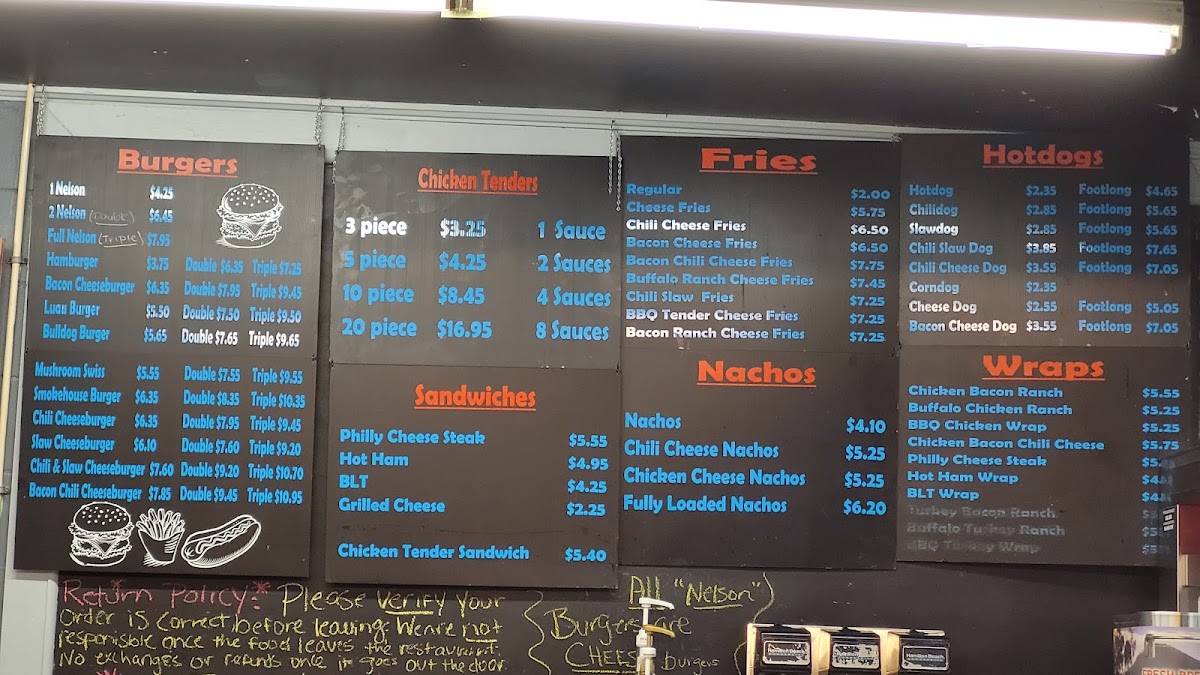 Burgers
1 Nelson $4.25
2 Nelson (Double) $6.45
Full Nelson (Triple) $7.95
Hamburger $3.75 Double $6.35 Triple $7.25
Bacon Cheeseburger $6.35 Double $7.95 Triple $9.45
Luau Burger $5.50 Double $7.50 Triple $9.50
Bulldog Burger $5.65 Double $7.65 Triple $9.65
Mushroom Swiss $5.55 Double $7.55 Triple $9.55
Smokehouse Burger $6.35 Double $8.35 Triple $10.35
Chili Cheeseburger $6.35 Double $7.95 Triple $9.45
Slaw Cheeseburger $6.10 Double $7.60 Triple $9.20
Chili & Slaw Cheeseburger $7.60 Double $9.20 Triple $10.70
Bacon Chili Cheeseburger $7.85 Double $9.45 Triple $10.95
Chicken Tenders
3 piece $3.25 1 Sauce
5 piece $4.25 2 Sauces
10 piece $8.45 4 Sauces
20 piece $16.95 8 Sauces
Sandwiches
Philly Cheese Steak $5.55
Hot Ham $4.95
BLT $4.25
Grilled Cheese $2.25
Chicken Tender Sandwich $5.40
Fries
Regular $2.00
Cheese Fries $5.75
Chili Cheese Fries $6.50
Bacon Cheese Fries $6.50
Bacon Chili Cheese Fries $7.75
Buffalo Ranch Cheese Fries $7.45
Chili Slaw Fries $7.25
BBQ Tender Cheese Fries $7.25
Bacon Ranch Cheese Fries $7.25
Nachos
Nachos $4.10
Chili Cheese Nachos $5.25
Chicken Cheese Nachos $5.25
Fully Loaded Nachos $6.20
Hotdogs
Hotdog $2.35 Footlong $4.65
Chilidog $2.85 Footlong $5.65
Slawdog $2.85 Footlong $5.65
Chili Slaw Dog $3.85 Footlong $7.65
Chili Cheese Dog $3.55 Footlong $7.05
Corndog $2.35
Cheese Dog $2.55 Footlong $5.05
Bacon Cheese Dog $3.55 Footlong $7.05
Wraps
Chicken Bacon Ranch $5.55
Buffalo Chicken Ranch $5.25
BBQ Chicken Wrap $5.25
Chicken Bacon Chili Cheese $5.75
Philly Cheese Steak
Hot Ham Wrap
BLT Wrap
Turkey Bacon Ranch
Buffalo Turkey Ranch
BBQ Turkey Wrap
Return Policy:* Please verify your
Order is correct, before leaving. We are not
responsible once the food leaves the restaurant.
No exchanges or refunds once it goes out the door.
All "Nelson"
Burgers are
CHEESE Burgers
Hamilton Beach